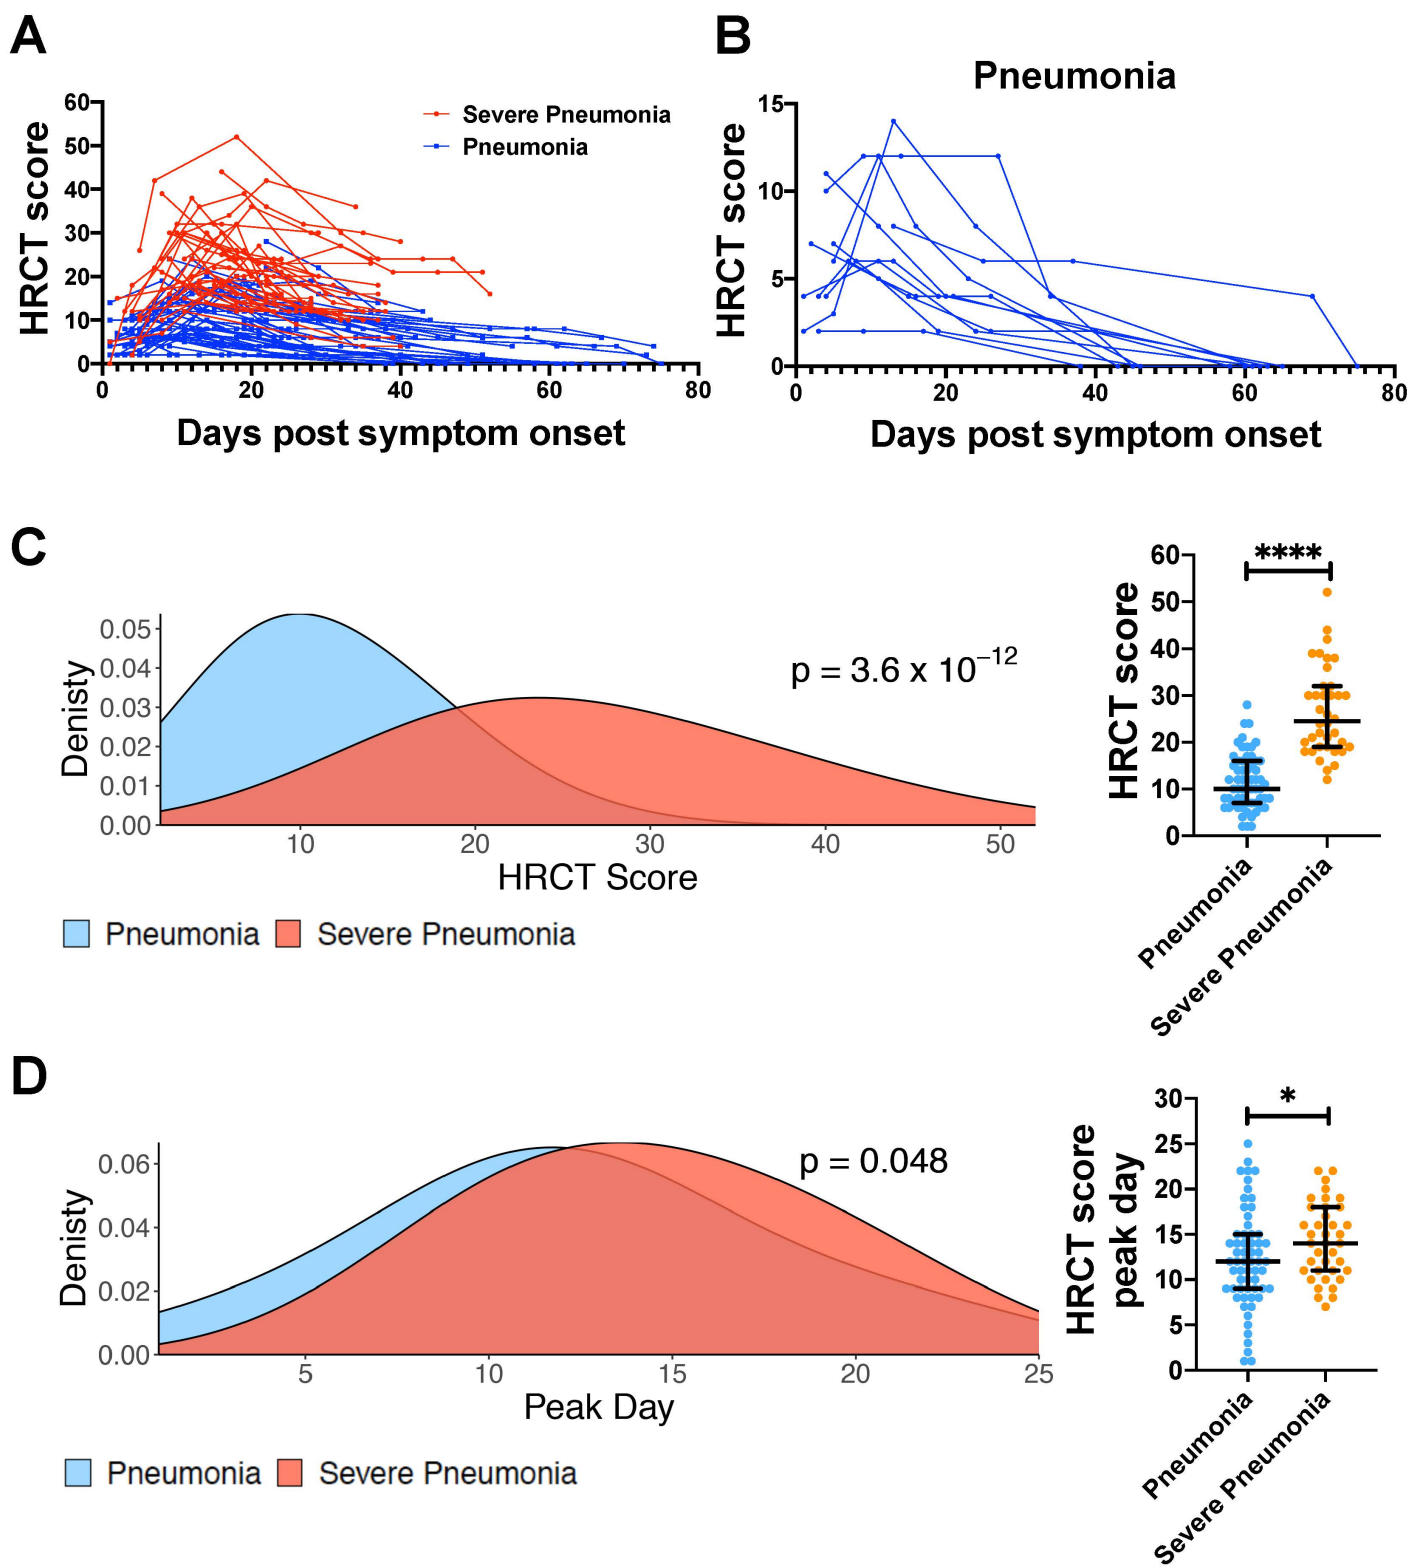 A
HRCT score
60
50
40
30
20
10
0
0 20 40 60 80
Days post symptom onset
Severe Pneumonia
Pneumonia
B
Pneumonia
HRCT score
15
10
5
0
0 20 40 60 80
Days post symptom onset
C
Denisty
0.05
0.04
0.03
0.02
0.01
0.00
10 20 30 40 50
HRCT Score
p = 3.6 x 10−12
Pneumonia Severe Pneumonia
HRCT score
60
50
40
30
20
10
0
****
Pneumonia
Severe Pneumonia
D
Denisty
0.06
0.04
0.02
0.00
5 10 15 20 25
Peak Day
p = 0.048
Pneumonia Severe Pneumonia
HRCT score
peak day
30
25
20
15
10
5
0
*
Pneumonia
Severe Pneumonia